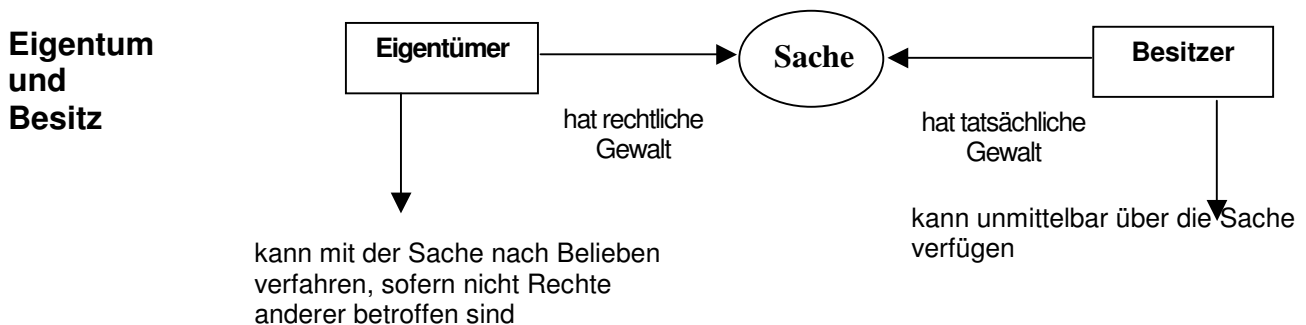 Eigentum
und
Besitz
Eigentümer
Sache
Besitzer
hat rechtliche
Gewalt
hat tatsächliche
Gewalt
kann mit der Sache nach Belieben
verfahren, sofern nicht Rechte
anderer betroffen sind
kann unmittelbar über die Sache
verfügen